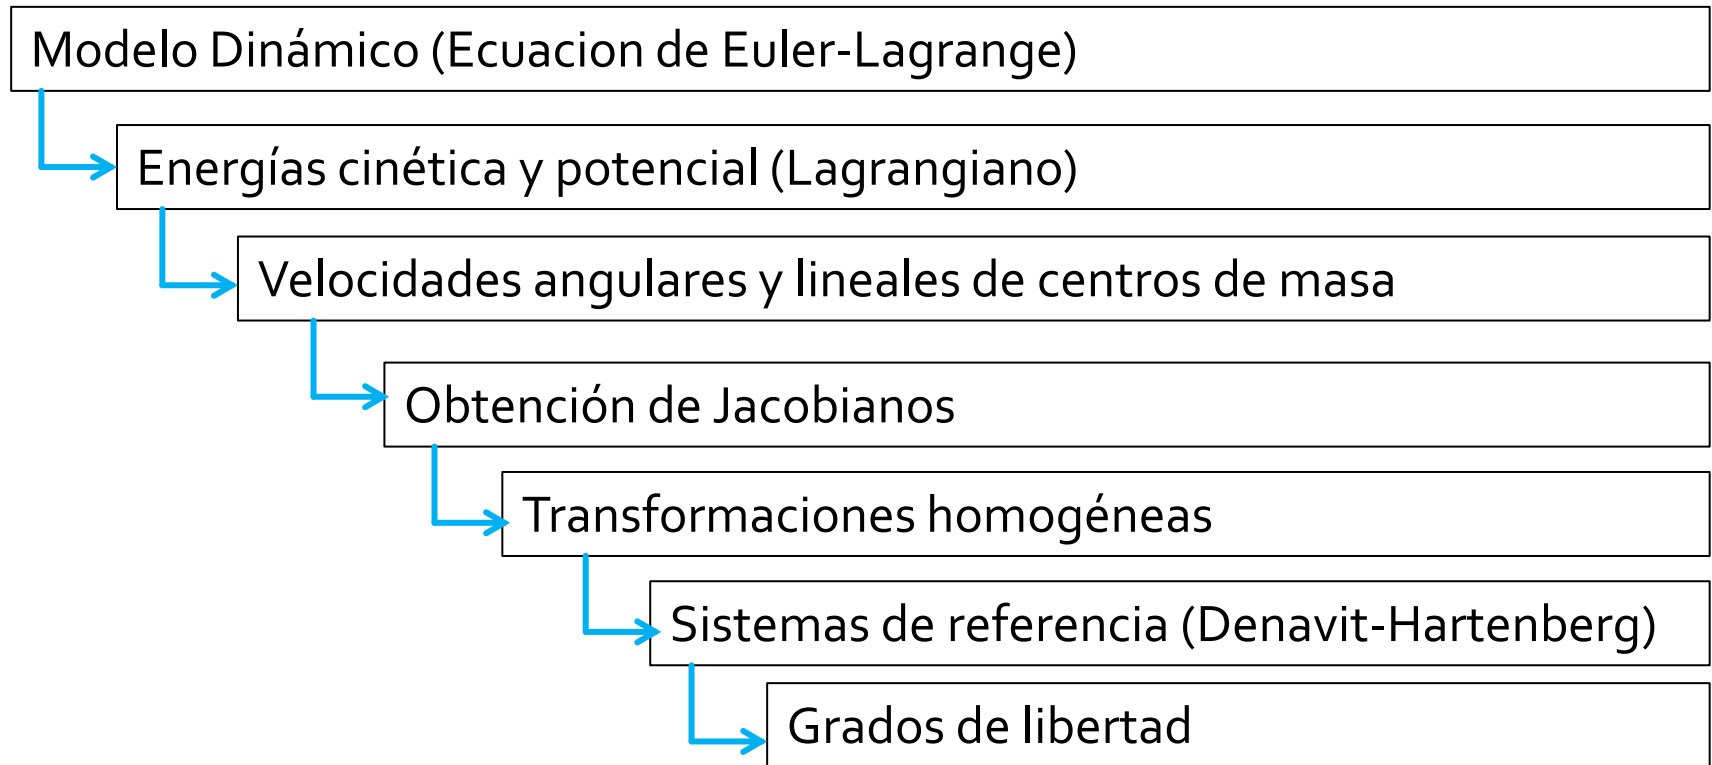 Modelo Dinámico (Ecuacion de Euler-Lagrange)
Energías cinética y potencial (Lagrangiano)
Velocidades angulares y lineales de centros de masa
Obtención de Jacobianos
Transformaciones homogéneas
Sistemas de referencia (Denavit-Hartenberg)
Grados de libertad